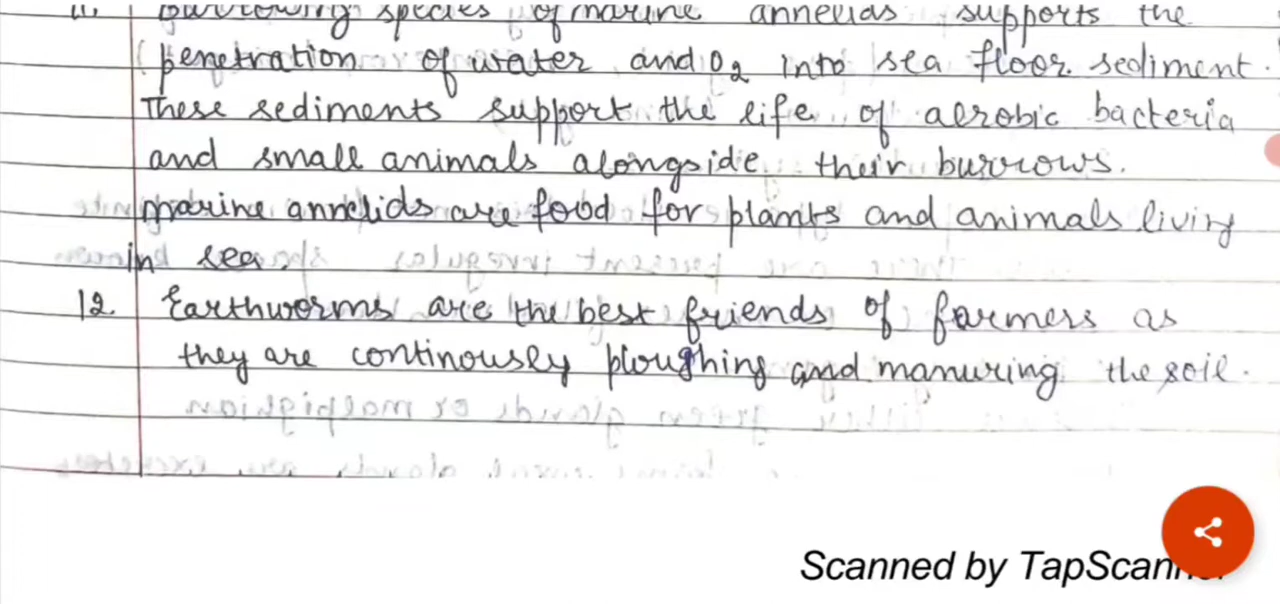 11. Burrowing species of marine annelids supports the
penetration of water and O2 into sea floor sediment.
These sediments support the life of aerobic bacteria
and small animals alongside their burrows.
marine annelids are food for plants and animals living
in sea.
12. Earthworms are the best friends of farmers as
they are continously ploughing and manuring the soil.
Scanned by TapScanner